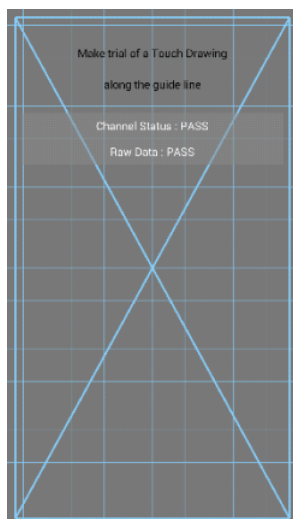 Make trial of a Touch Drawing
along the guide line
Channel Status : PASS
Raw Data : PASS